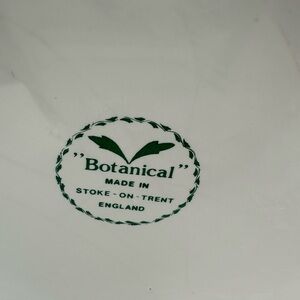 "Botanical"
MADE IN
STOKE-ON-TRENT
ENGLAND